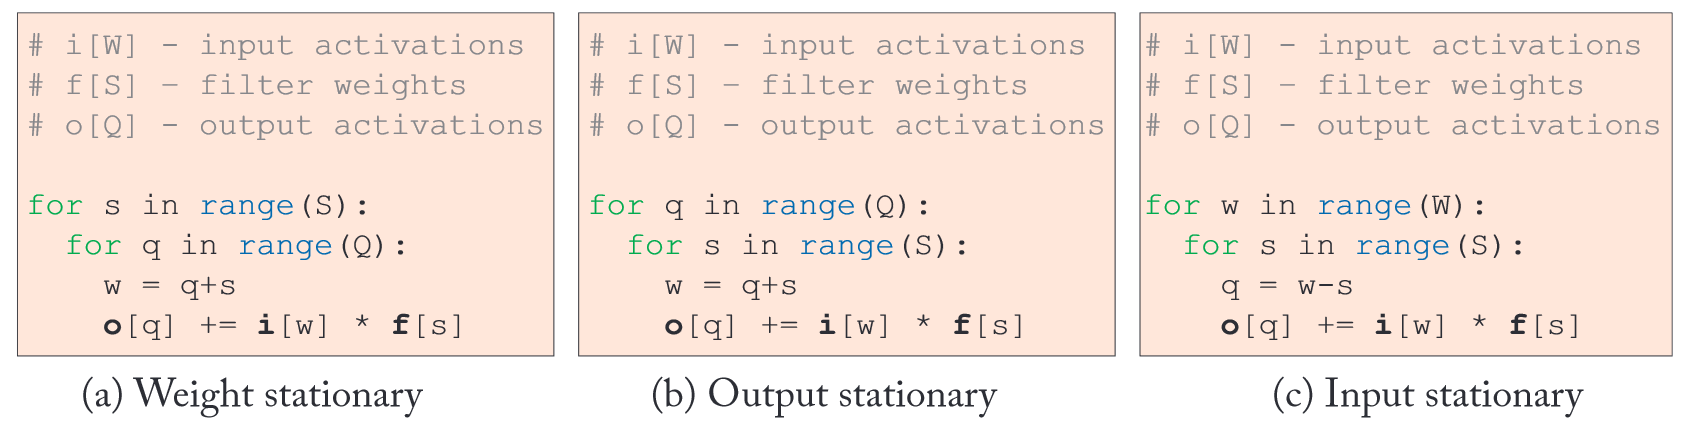 # i[W] - input activations
# f[S] - filter weights
# o[Q] - output activations
for s in range(S):
for q in range(Q):
w = q+s
o[q] += i[w] * f[s]
(a) Weight stationary
# i[W] - input activations
# f[S] - filter weights
# o[Q] - output activations
for q in range(Q):
for s in range(S):
w = q+s
o[q] += i[w] * f[s]
(b) Output stationary
# i[W] - input activations
# f[S] - filter weights
# o[Q] - output activations
for w in range(W):
for s in range(S):
q = w-s
o[q] += i[w] * f[s]
(c) Input stationary